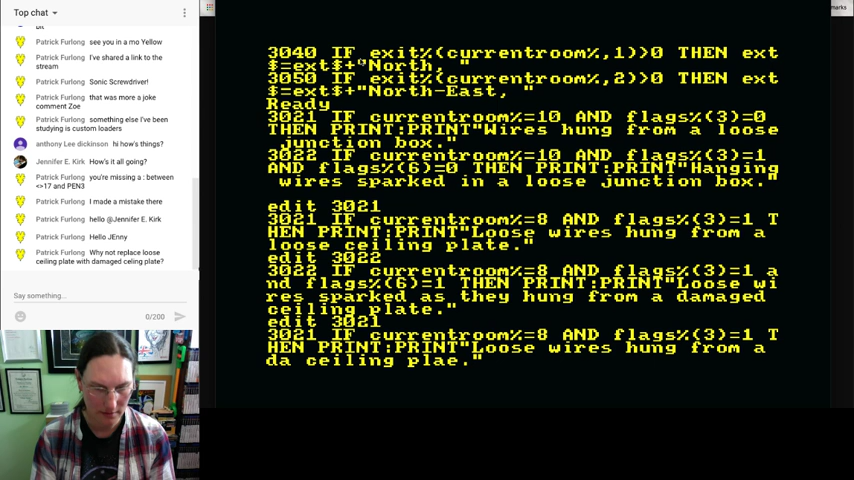 Top chat
bit
Patrick Furlong see you in a mo Yellow
Patrick Furlong I've shared a link to the
stream
Patrick Furlong Sonic Screwdriver!
Patrick Furlong that was more a joke
comment Zoe
Patrick Furlong something else I've been
studying is custom loaders
anthony Lee dickinson hi how's things?
Jennifer E. Kirk How's it all going?
Patrick Furlong you're missing a : between
<>17 and PEN3
Patrick Furlong I made a mistake there
Patrick Furlong hello @Jennifer E. Kirk
Patrick Furlong Hello JEnny
Patrick Furlong Why not replace loose
ceiling plate with damaged celing plate?
Say something...
0/200
3040 IF exit%(currentroom%,1)>0 THEN ext
$=ext$+"North, "
3050 IF exit%(currentroom%,2)>0 THEN ext
$=ext$+"North-East, "
Ready
3021 IF currentroom%=10 AND flags%(3)=0
THEN PRINT:PRINT"Wires hung from a loose
junction box."
3022 IF currentroom%=10 AND flags%(3)=1
AND flags%(6)=0 THEN PRINT:PRINT"Hanging
wires sparked in a loose junction box."
edit 3021
3021 IF currentroom%=8 AND flags%(3)=1 T
HEN PRINT:PRINT"Loose wires hung from a
loose ceiling plate."
edit 3022
3022 IF currentroom%=8 AND flags%(3)=1 a
nd flags%(6)=1 THEN PRINT:PRINT"Loose wi
res sparked as they hung from a damaged
ceiling plate."
edit 3021
3021 IF currentroom%=8 AND flags%(3)=1 T
HEN PRINT:PRINT"Loose wires hung from a
da ceiling plae."